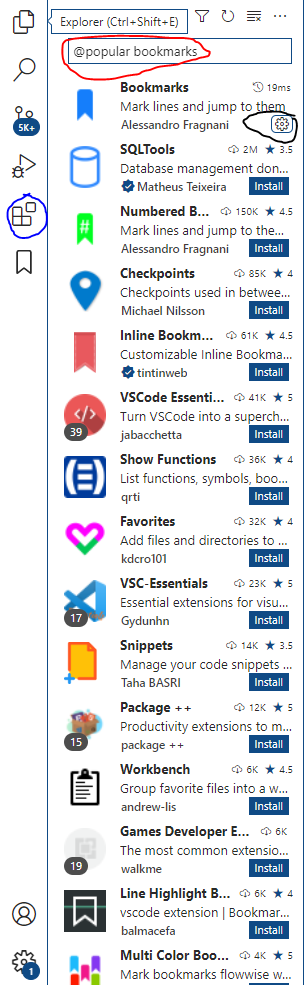 Explorer (Ctrl+Shift+E)
@popular bookmarks
Bookmarks 19ms
Mark lines and jump to them
Alessandro Fragnani
5K+
SQLTools 2M ★ 3.5
Database management don...
Matheus Teixeira Install
Numbered B... 150K ★ 4.5
Mark lines and jump to the...
Alessandro Fragnani Install
Checkpoints 85K ★ 4
Checkpoints used in betwee...
Michael Nilsson Install
Inline Bookm... 61K ★ 4.5
Customizable Inline Bookma...
tintinweb Install
VSCode Essenti... 41K ★ 5
Turn VSCode into a superch...
39
jabacchetta Install
Show Functions 36K ★ 4
List functions, symbols, boo...
qrti Install
Favorites 32K ★ 4
Add files and directories to ...
kdcro101 Install
VSC-Essentials 23K ★ 5
Essential extensions for visu...
17
Gydunhn Install
Snippets 14K ★ 3.5
Manage your code snippets ...
Taha BASRI Install
Package ++ 12K ★ 5
Productivity extensions to m...
15
package ++ Install
Workbench 6K ★ 4.5
Group favorite files into a w...
andrew-lis Install
Games Developer E... 6K
The most common extensio...
19
walkme Install
Line Highlight B... 6K ★ 4
vscode extension | Bookmar...
balmacefa Install
Multi Color Boo... 4K ★ 5
Mark bookmarks flowwise w...
1